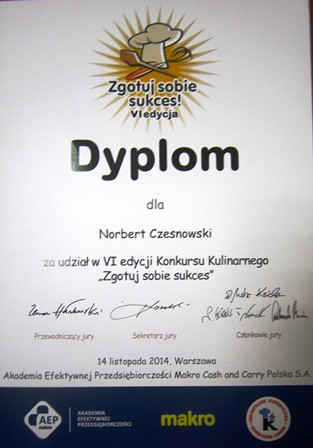 Zgotuj sobie
sukces!
VI edycja
Dyplom
dla
Norbert Czesnowski
za udział w VI edycji Konkursu Kulinarnego
„Zgotuj sobie sukces”
Przewodniczący jury
Sekretarz jury
Członkowie jury
14 listopada 2014, Warszawa
Akademia Efektywnej Przedsiębiorczości Makro Cash and Carry Polska S.A.
AEP
AKADEMIA
EFEKTYWNEJ
PRZEDSIĘBIORCZOŚCI
makro